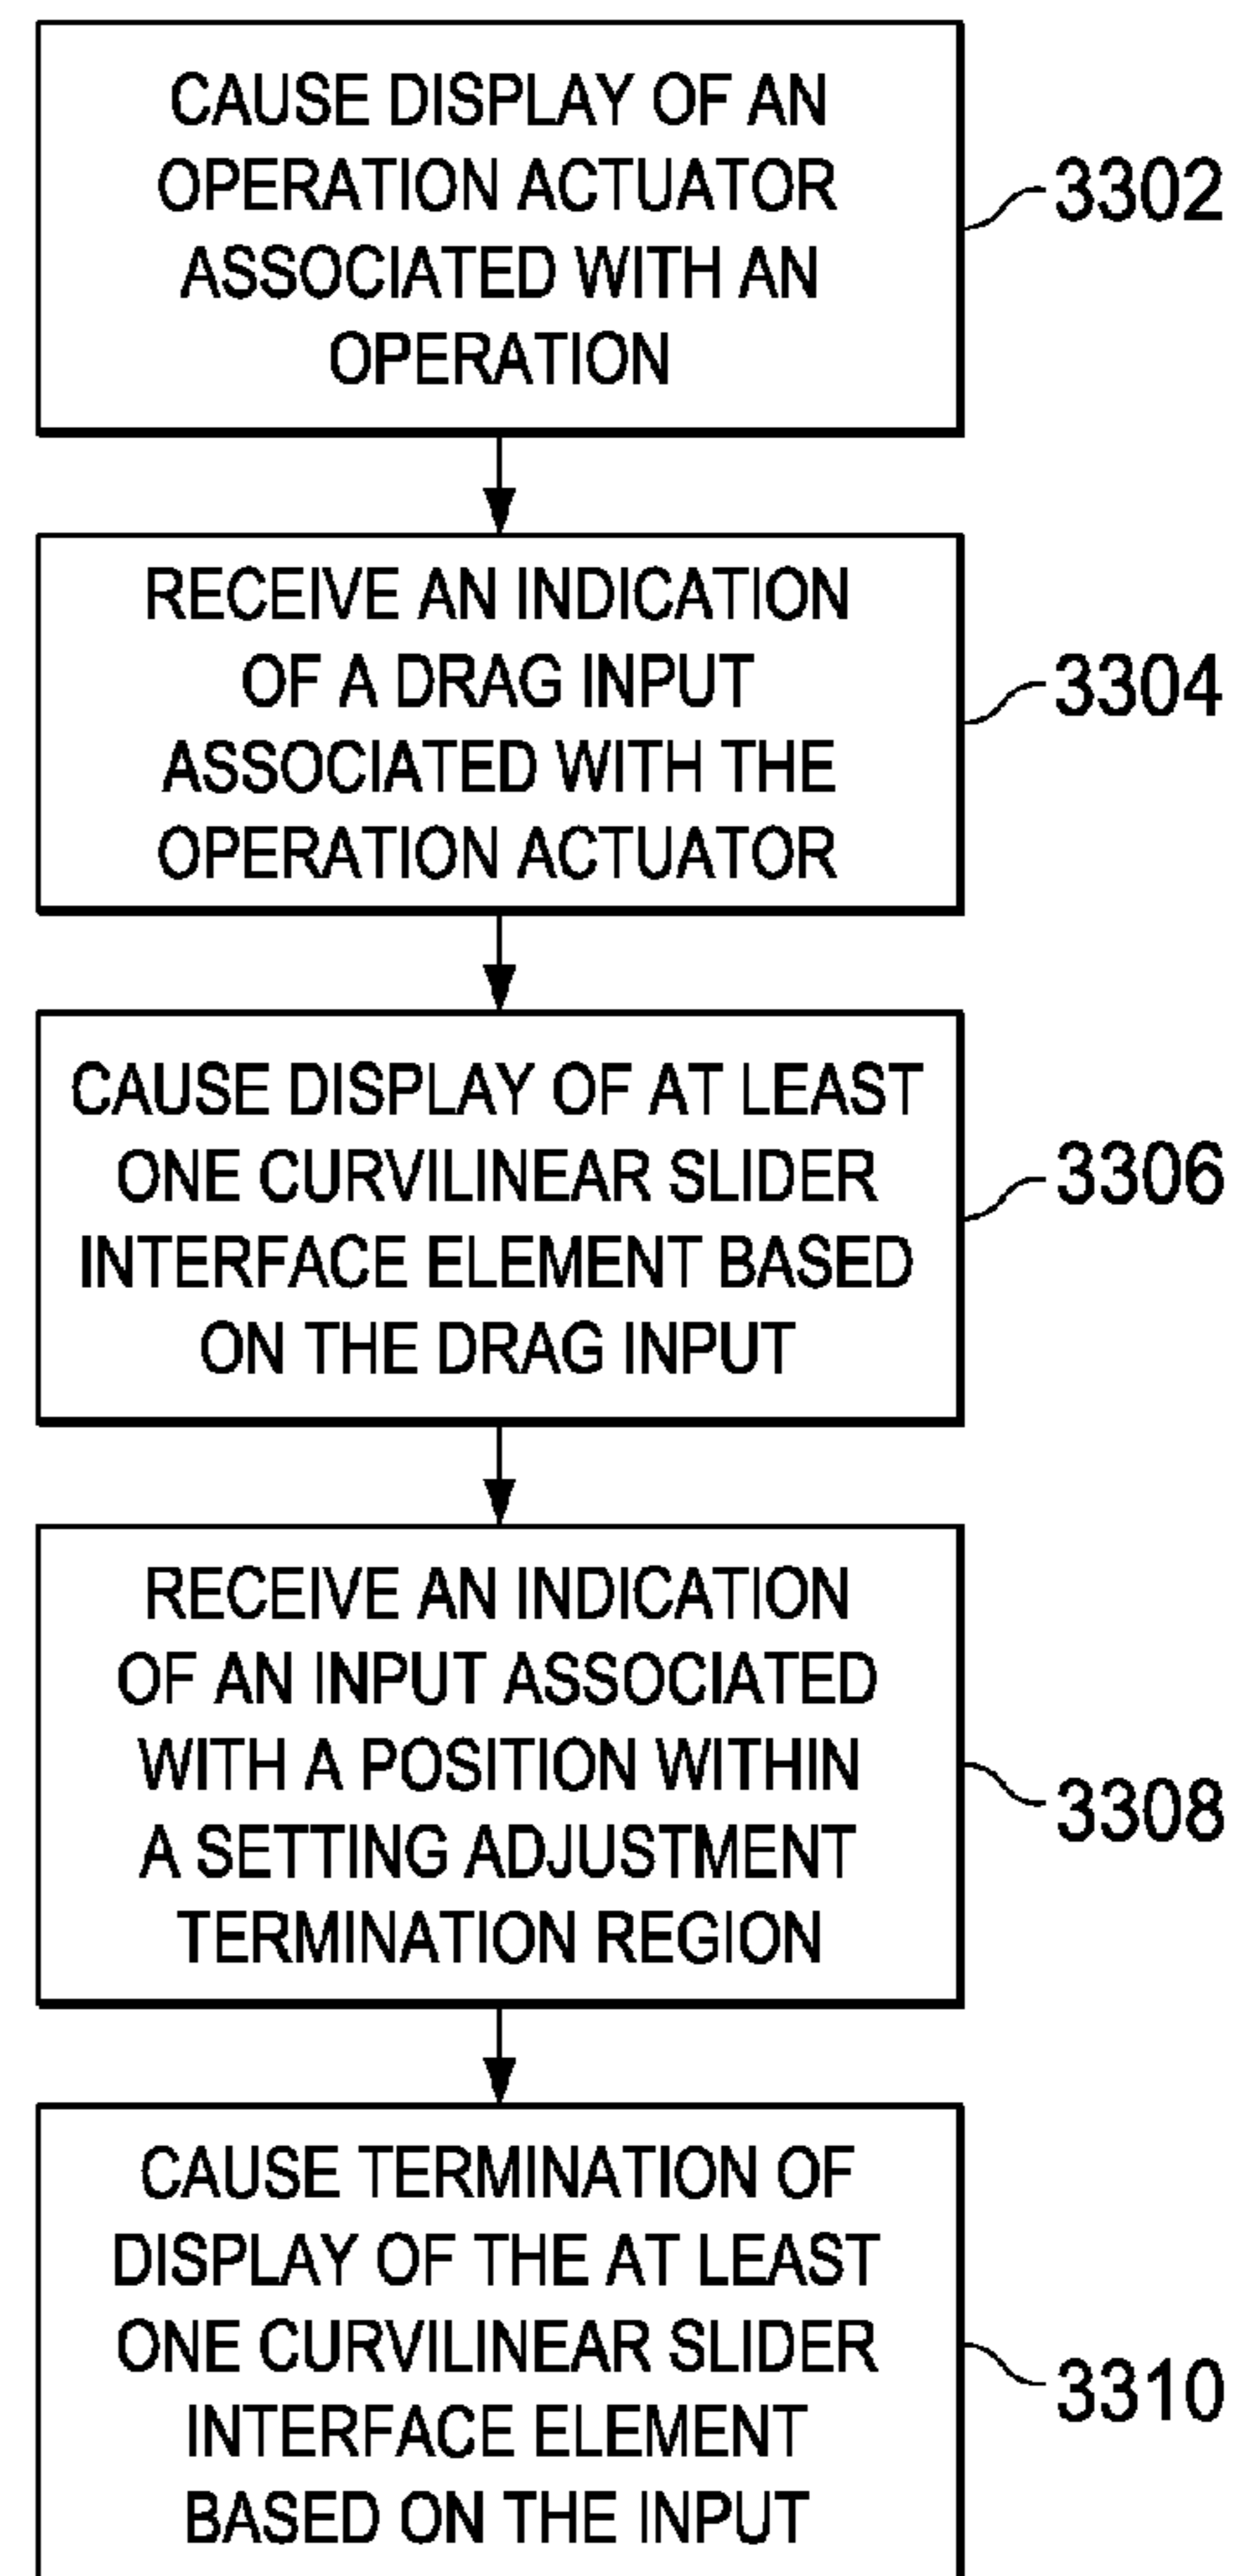 CAUSE DISPLAY OF AN
OPERATION ACTUATOR
ASSOCIATED WITH AN
OPERATION
3302
RECEIVE AN INDICATION
OF A DRAG INPUT
ASSOCIATED WITH THE
OPERATION ACTUATOR
3304
CAUSE DISPLAY OF AT LEAST
ONE CURVILINEAR SLIDER
INTERFACE ELEMENT BASED
ON THE DRAG INPUT
3306
RECEIVE AN INDICATION
OF AN INPUT ASSOCIATED
WITH A POSITION WITHIN
A SETTING ADJUSTMENT
TERMINATION REGION
3308
CAUSE TERMINATION OF
DISPLAY OF THE AT LEAST
ONE CURVILINEAR SLIDER
INTERFACE ELEMENT
BASED ON THE INPUT
3310